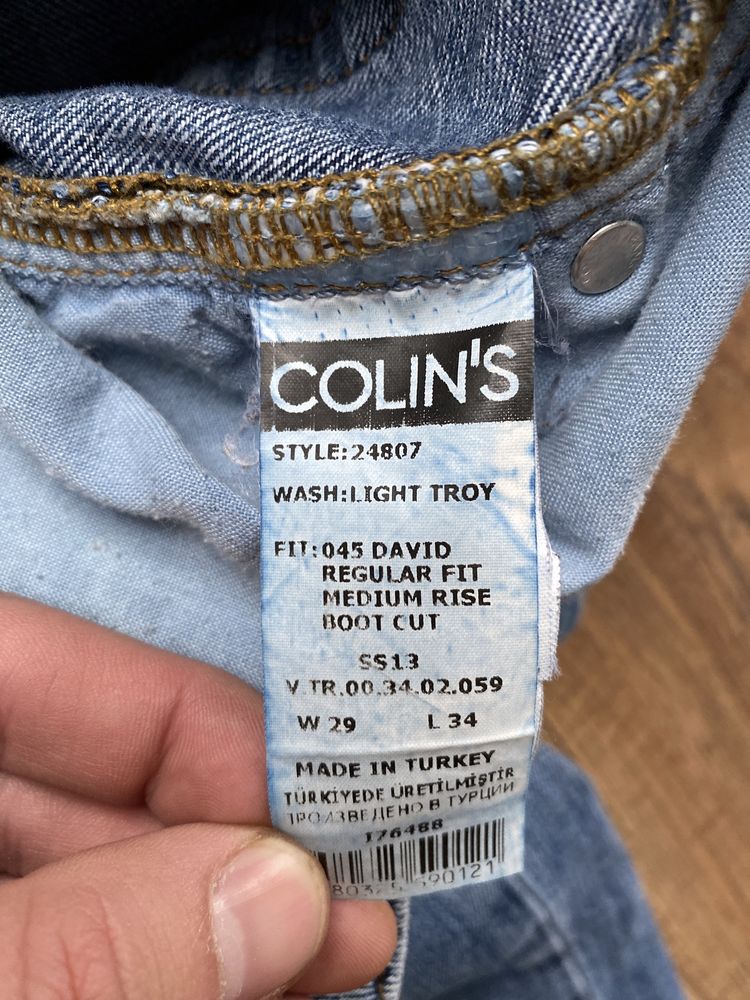 COLIN'S
STYLE:24807
WASH:LIGHT TROY
FIT:045 DAVID
REGULAR FIT
MEDIUM RISE
BOOT CUT
SS13
V.TR.00.34.02.059
W 29 L 34
MADE IN TURKEY
TÜRKİYEDE ÜRETİLMİŞTİR
ПРОИЗВЕДЕНО В ТУРЦИИ
176488
90121